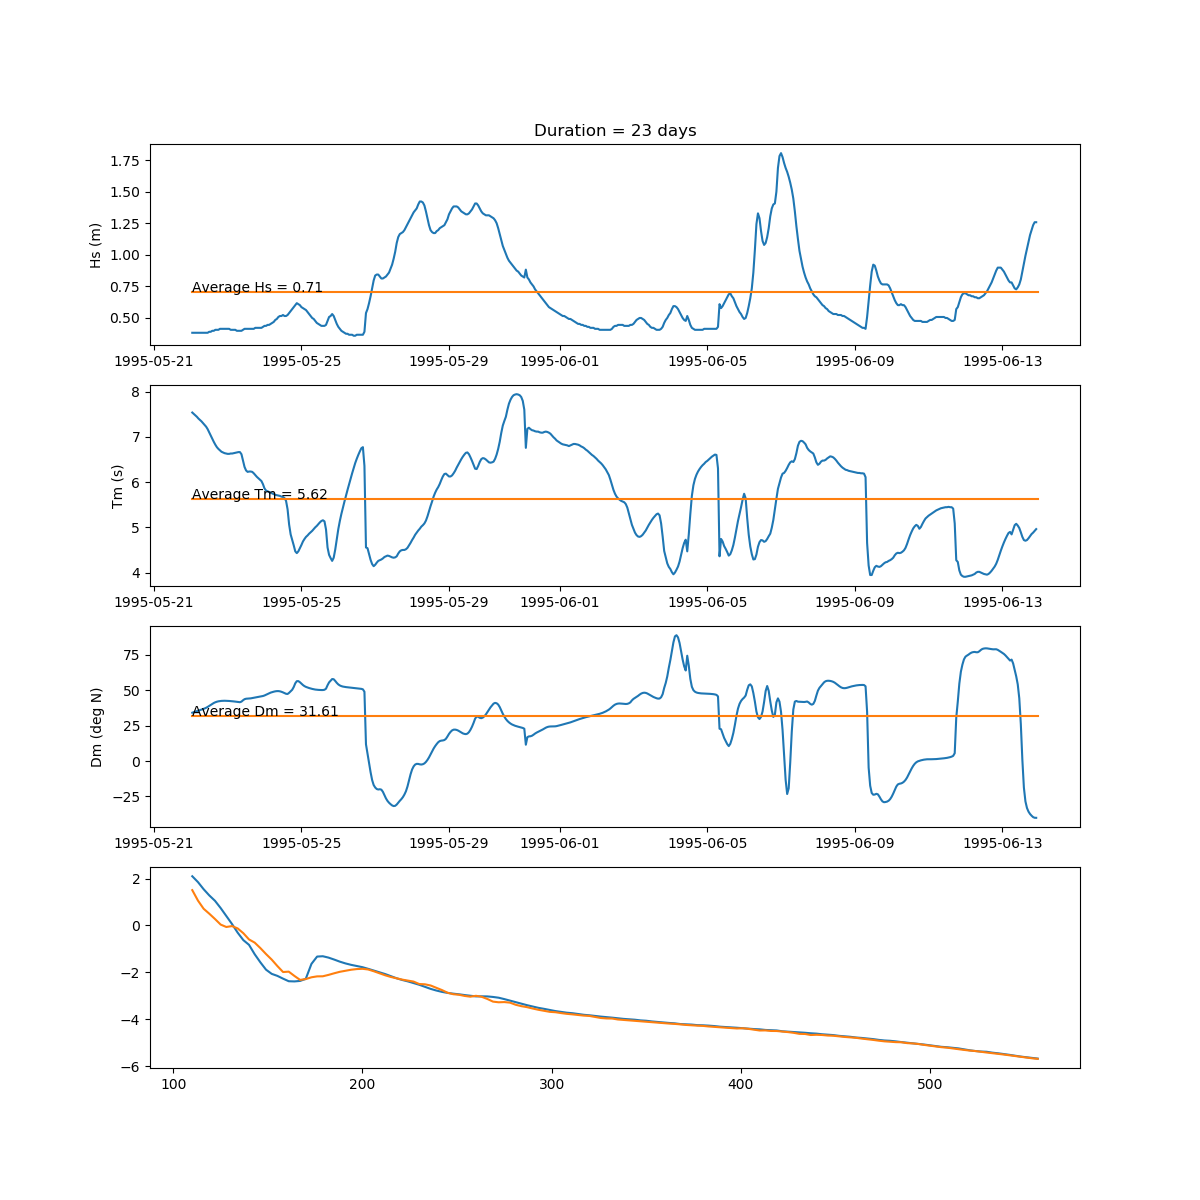 Duration = 23 days
1.75
1.50
1.25
1.00
0.75
0.50
Hs (m)
Average Hs = 0.71
1995-05-21 1995-05-25 1995-05-29 1995-06-01 1995-06-05 1995-06-09 1995-06-13
8
7
6
5
4
Tm (s)
Average Tm = 5.62
1995-05-21 1995-05-25 1995-05-29 1995-06-01 1995-06-05 1995-06-09 1995-06-13
75
50
25
0
−25
Dm (deg N)
Average Dm = 31.61
1995-05-21 1995-05-25 1995-05-29 1995-06-01 1995-06-05 1995-06-09 1995-06-13
2
0
−2
−4
−6
100 200 300 400 500